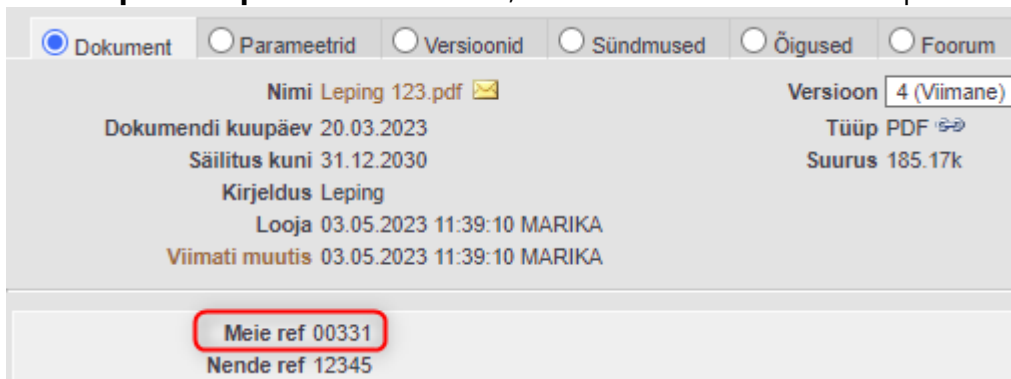 Dokument Parameetrid Versioonid Sündmused Õigused Foorum
Nimi Leping 123.pdf Versioon 4 (Viimane)
Dokumendi kuupäev 20.03.2023 Tüüp PDF
Säilitus kuni 31.12.2030 Suurus 185.17k
Kirjeldus Leping
Looja 03.05.2023 11:39:10 MARIKA
Viimati muutis 03.05.2023 11:39:10 MARIKA
Meie ref 00331
Nende ref 12345